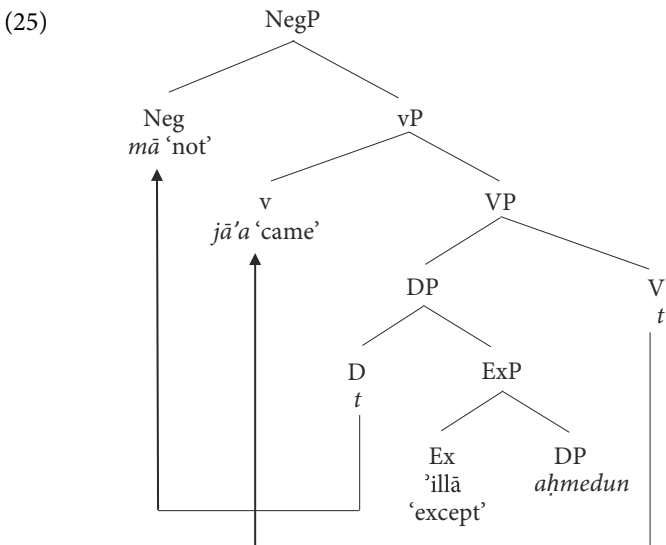 (25)
NegP
Neg vP
mā ‘not’
v VP
jā’a ‘came’
DP V
t
D ExP
t
Ex DP
’illā aḥmedun
‘except’